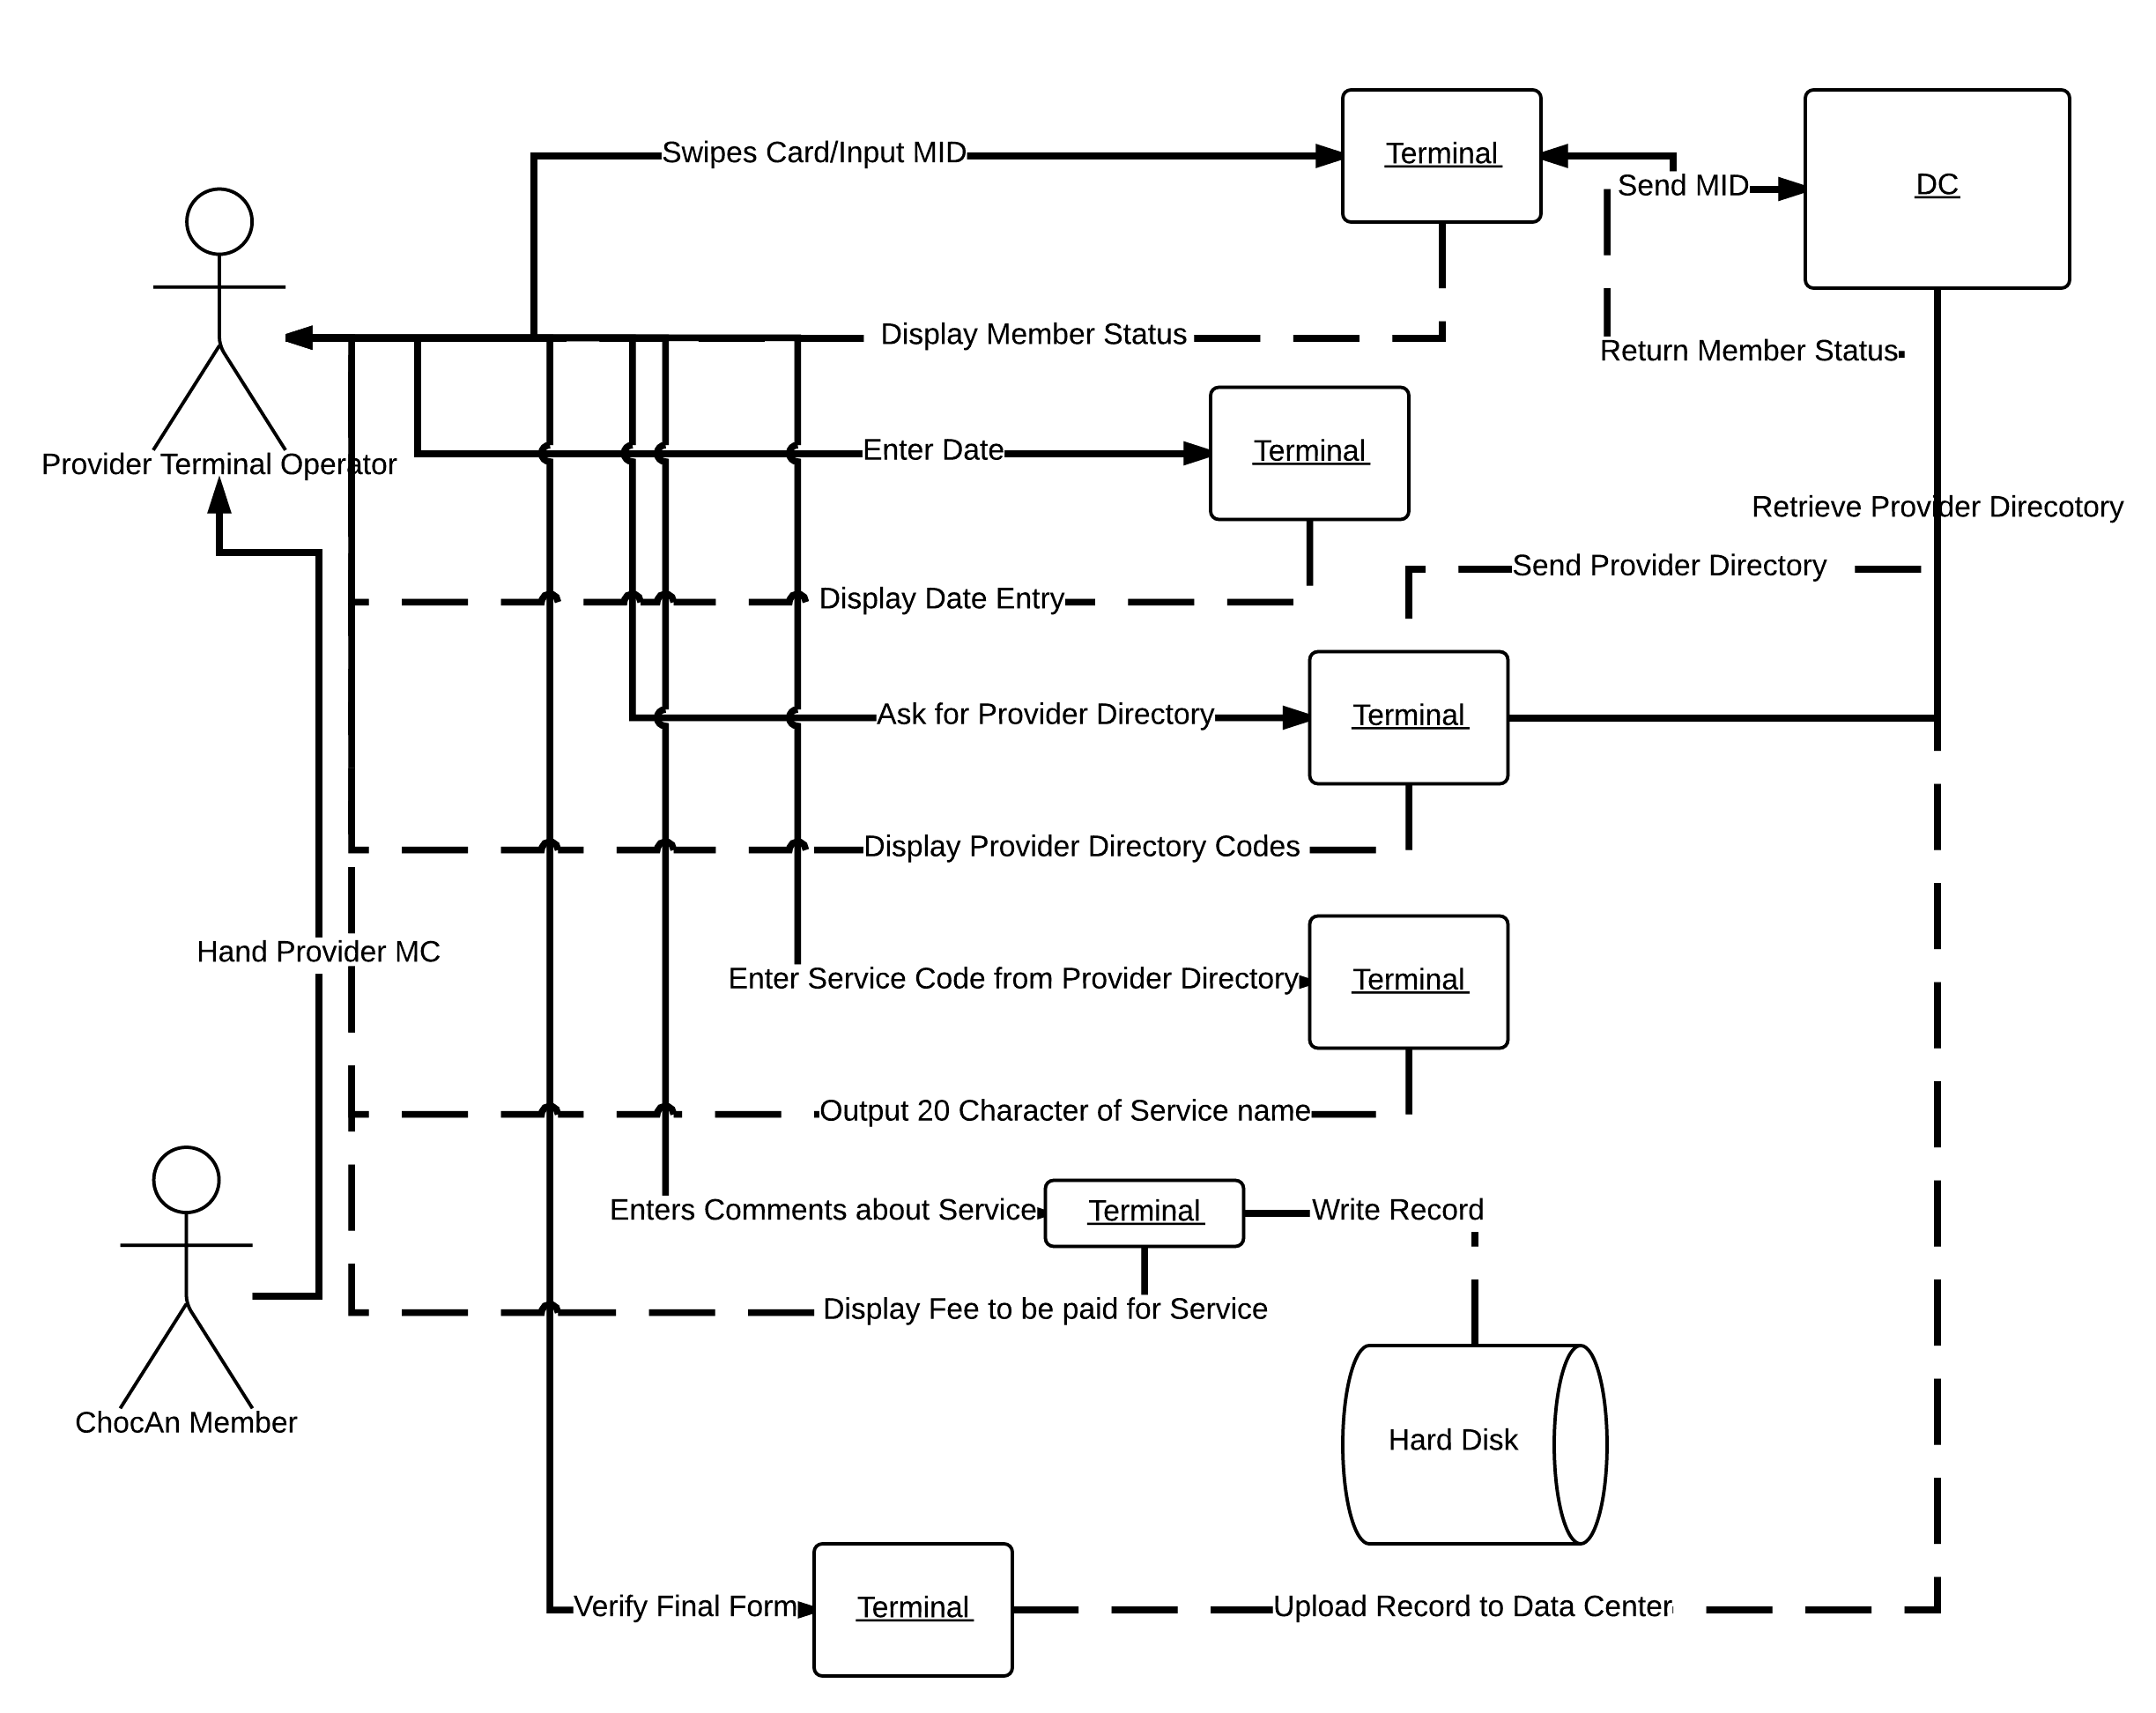 Swipes Card/Input MID
Terminal
Send MID
DC
Display Member Status
Return Member Status
Enter Date
Terminal
Provider Terminal Operator
Retrieve Provider Direcotory
Send Provider Directory
Display Date Entry
Ask for Provider Directory
Terminal
Display Provider Directory Codes
Hand Provider MC
Enter Service Code from Provider Directory
Terminal
Output 20 Character of Service name
Enters Comments about Service
Terminal
Write Record
Display Fee to be paid for Service
ChocAn Member
Hard Disk
Verify Final Form
Terminal
Upload Record to Data Center